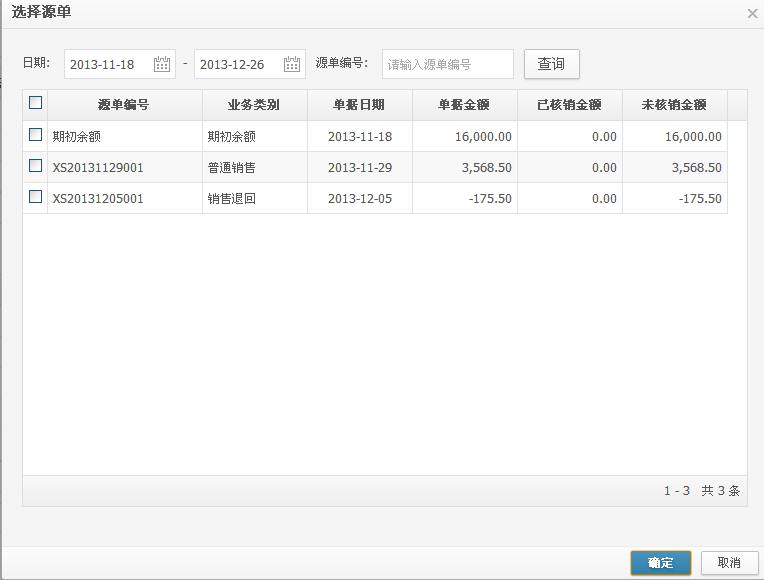 选择源单
日期: 2013-11-18 - 2013-12-26 源单编号: 请输入源单编号 查询
源单编号 业务类别 单据日期 单据金额 已核销金额 未核销金额
期初余额 期初余额 2013-11-18 16,000.00 0.00 16,000.00
XS20131129001 普通销售 2013-11-29 3,568.50 0.00 3,568.50
XS20131205001 销售退回 2013-12-05 -175.50 0.00 -175.50
1 - 3 共 3 条
确定 取消